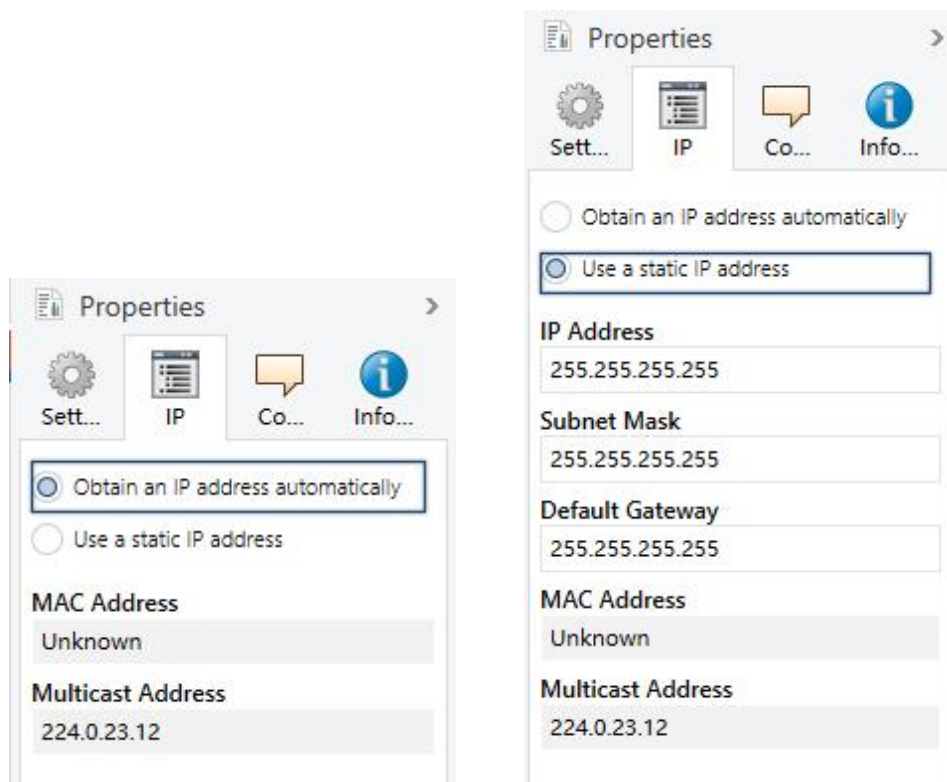 Properties
Sett...
IP
Co...
Info...
Obtain an IP address automatically
Use a static IP address
MAC Address
Unknown
Multicast Address
224.0.23.12
Properties
Sett...
IP
Co...
Info...
Obtain an IP address automatically
Use a static IP address
IP Address
255.255.255.255
Subnet Mask
255.255.255.255
Default Gateway
255.255.255.255
MAC Address
Unknown
Multicast Address
224.0.23.12